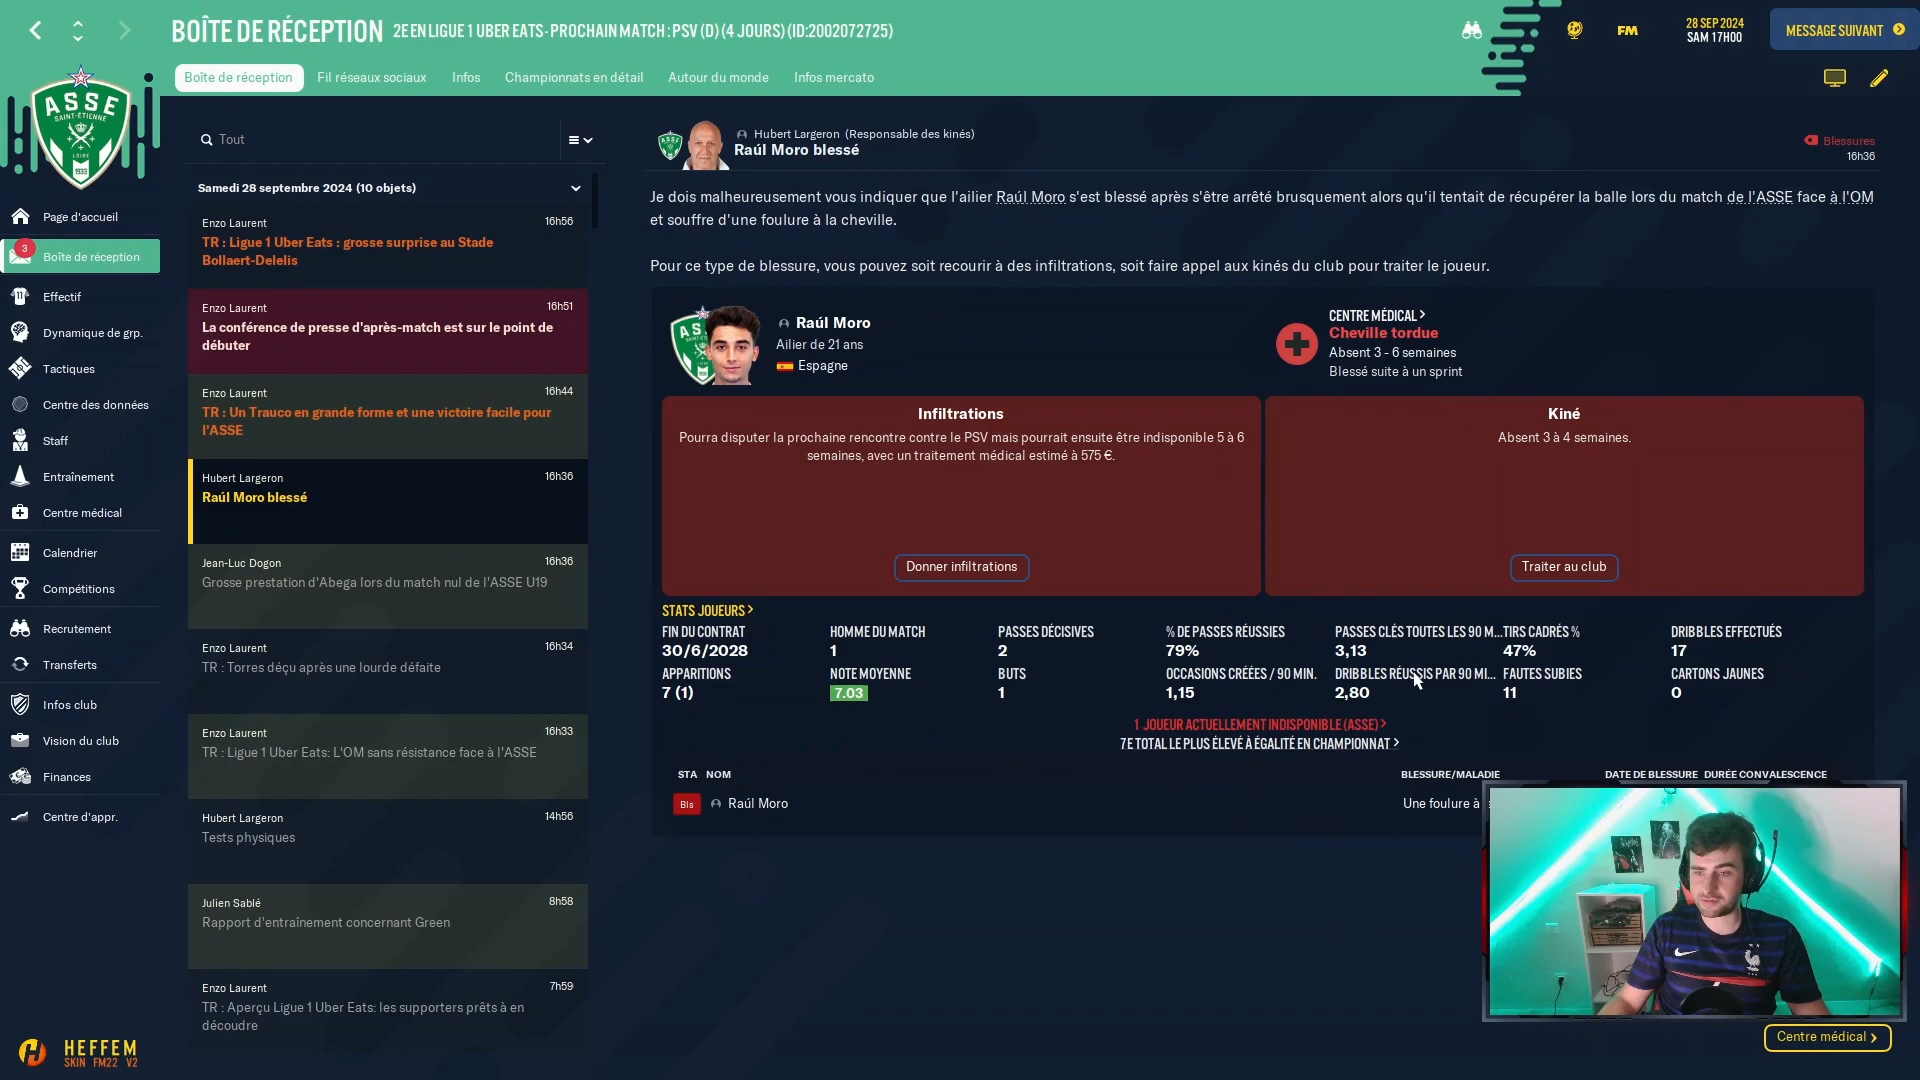 BOÎTE DE RÉCEPTION
2E EN LIGUE 1 UBER EATS - PROCHAIN MATCH : PSV (D) (4 JOURS) (ID:2002072725)
FM
28 SEP 2024
SAM 17H00
MESSAGE SUIVANT
Boîte de réception
Fil réseaux sociaux
Infos
Championnats en détail
Autour du monde
Infos mercato
ASSE
SAINT-ÉTIENNE
LOIRE
1933
Page d'accueil
3
Boîte de réception
Effectif
Dynamique de grp.
Tactiques
Centre des données
Staff
Entraînement
Centre médical
Calendrier
Compétitions
Recrutement
Transferts
Infos club
Vision du club
Finances
Centre d'appr.
HEFFEM
SKIN FM22 V2
Tout
Samedi 28 septembre 2024 (10 objets)
Enzo Laurent
16h56
TR : Ligue 1 Uber Eats : grosse surprise au Stade
Bollaert-Delelis
Enzo Laurent
16h51
La conférence de presse d'après-match est sur le point de
débuter
Enzo Laurent
16h44
TR : Un Trauco en grande forme et une victoire facile pour
l'ASSE
Hubert Largeron
16h36
Raúl Moro blessé
Jean-Luc Dogon
16h36
Grosse prestation d'Abega lors du match nul de l'ASSE U19
Enzo Laurent
16h34
TR : Torres déçu après une lourde défaite
Enzo Laurent
16h33
TR : Ligue 1 Uber Eats: L'OM sans résistance face à l'ASSE
Hubert Largeron
14h56
Tests physiques
Julien Sablé
8h58
Rapport d'entraînement concernant Green
Enzo Laurent
7h59
TR : Aperçu Ligue 1 Uber Eats: les supporters prêts à en
découdre
Hubert Largeron (Responsable des kinés)
Raúl Moro blessé
Blessures
16h36
Je dois malheureusement vous indiquer que l'ailier Raúl Moro s'est blessé après s'être arrêté brusquement alors qu'il tentait de récupérer la balle lors du match de l'ASSE face à l'OM
et souffre d'une foulure à la cheville.
Pour ce type de blessure, vous pouvez soit recourir à des infiltrations, soit faire appel aux kinés du club pour traiter le joueur.
Raúl Moro
Ailier de 21 ans
Espagne
CENTRE MÉDICAL >
Cheville tordue
Absent 3 - 6 semaines
Blessé suite à un sprint
Infiltrations
Pourra disputer la prochaine rencontre contre le PSV mais pourrait ensuite être indisponible 5 à 6
semaines, avec un traitement médical estimé à 575 €.
Donner infiltrations
Kiné
Absent 3 à 4 semaines.
Traiter au club
STATS JOUEURS >
FIN DU CONTRAT
HOMME DU MATCH
PASSES DÉCISIVES
% DE PASSES RÉUSSIES
PASSES CLÉS TOUTES LES 90 M...
TIRS CADRÉS %
DRIBBLES EFFECTUÉS
30/6/2028
1
2
79%
3,13
47%
17
APPARITIONS
NOTE MOYENNE
BUTS
OCCASIONS CRÉÉES / 90 MIN.
DRIBBLES RÉUSSIS PAR 90 MI...
FAUTES SUBIES
CARTONS JAUNES
7 (1)
7.03
1
1,15
2,80
11
0
1 JOUEUR ACTUELLEMENT INDISPONIBLE (ASSE) >
7E TOTAL LE PLUS ÉLEVÉ À ÉGALITÉ EN CHAMPIONNAT >
STA
NOM
BLESSURE/MALADIE
DATE DE BLESSURE
DURÉE CONVALESCENCE
Bls
Raúl Moro
Une foulure à
Centre médical >